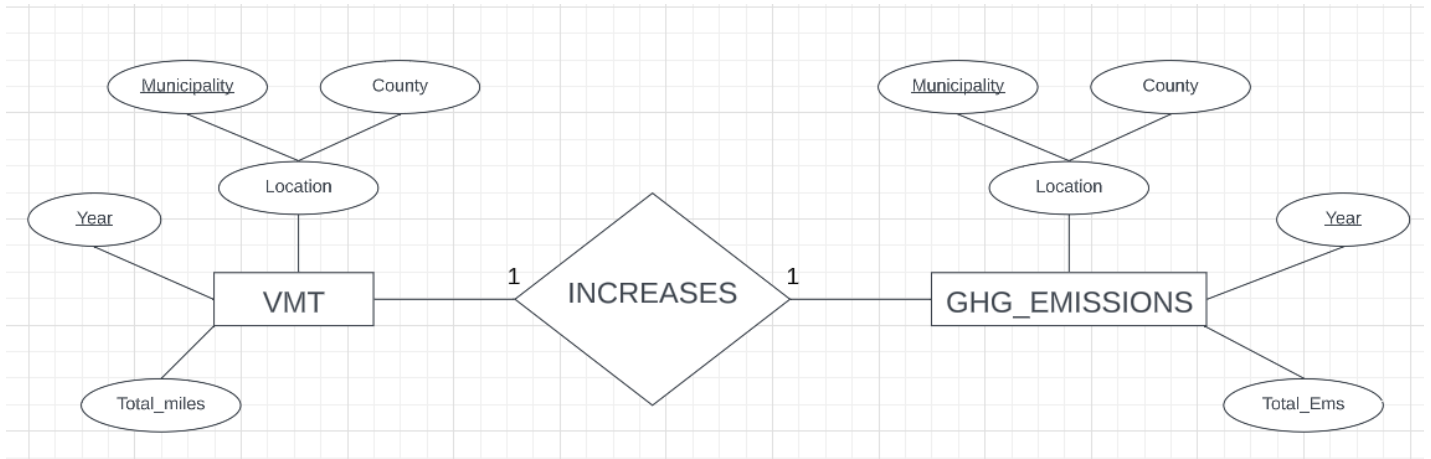 Municipality
County
Municipality
County
Location
Location
Year
Year
1
1
INCREASES
VMT
GHG_EMISSIONS
Total_miles
Total_Ems